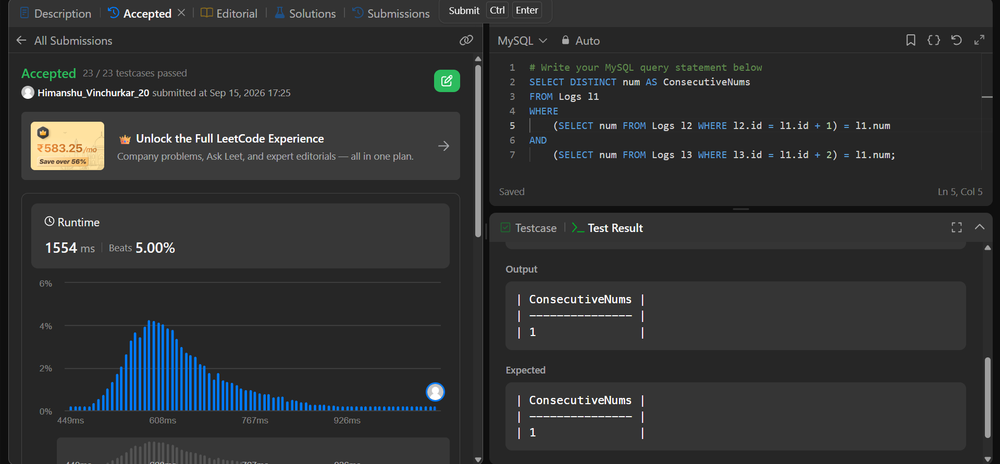 Description
Accepted
Editorial
Solutions
Submissions
Submit Ctrl Enter
All Submissions
Accepted 23 / 23 testcases passed
Himanshu_Vinchurkar_20 submitted at Sep 15, 2026 17:25
₹583.25/mo
Save over 56%
Unlock the Full LeetCode Experience
Company problems, Ask Leet, and expert editorials — all in one plan.
Runtime
1554 ms Beats 5.00%
6%
4%
2%
0%
449ms 608ms 767ms 926ms
449ms 608ms 767ms 926ms
MySQL Auto
1 # Write your MySQL query statement below
2 SELECT DISTINCT num AS ConsecutiveNums
3 FROM Logs l1
4 WHERE
5 (SELECT num FROM Logs l2 WHERE l2.id = l1.id + 1) = l1.num
6 AND
7 (SELECT num FROM Logs l3 WHERE l3.id = l1.id + 2) = l1.num;
Saved
Ln 5, Col 5
Testcase
Test Result
Output
| ConsecutiveNums |
| --------------- |
| 1 |
Expected
| ConsecutiveNums |
| --------------- |
| 1 |